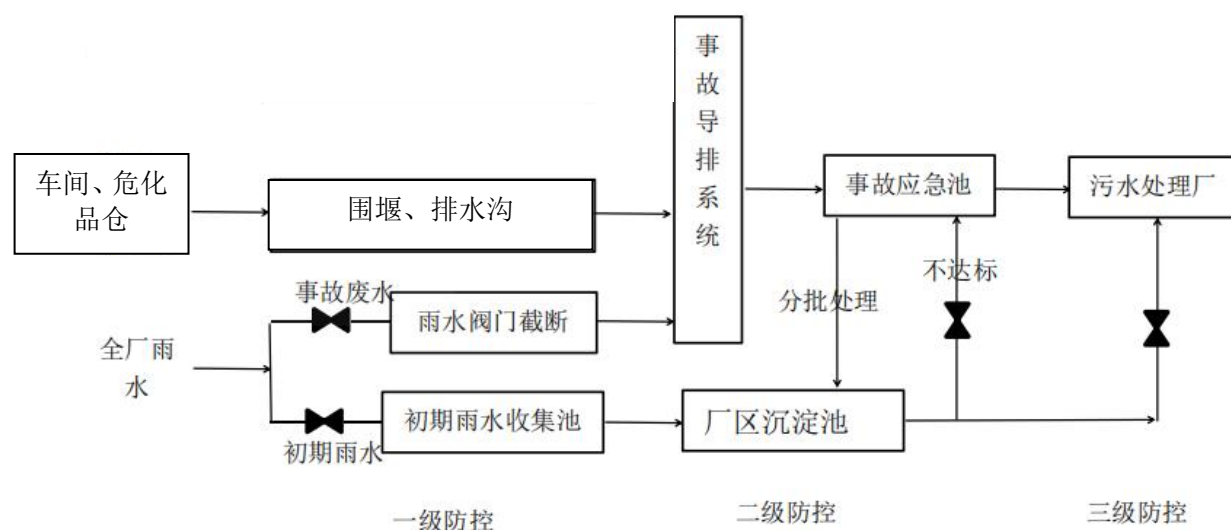 事
故
导
排
系
统
车间、危化
品仓
围堰、排水沟
事故应急池
污水处理厂
事故废水
雨水阀门截断
分批处理
不达标
全厂雨
水
初期雨水收集池
厂区沉淀池
初期雨水
一级防控
二级防控
三级防控